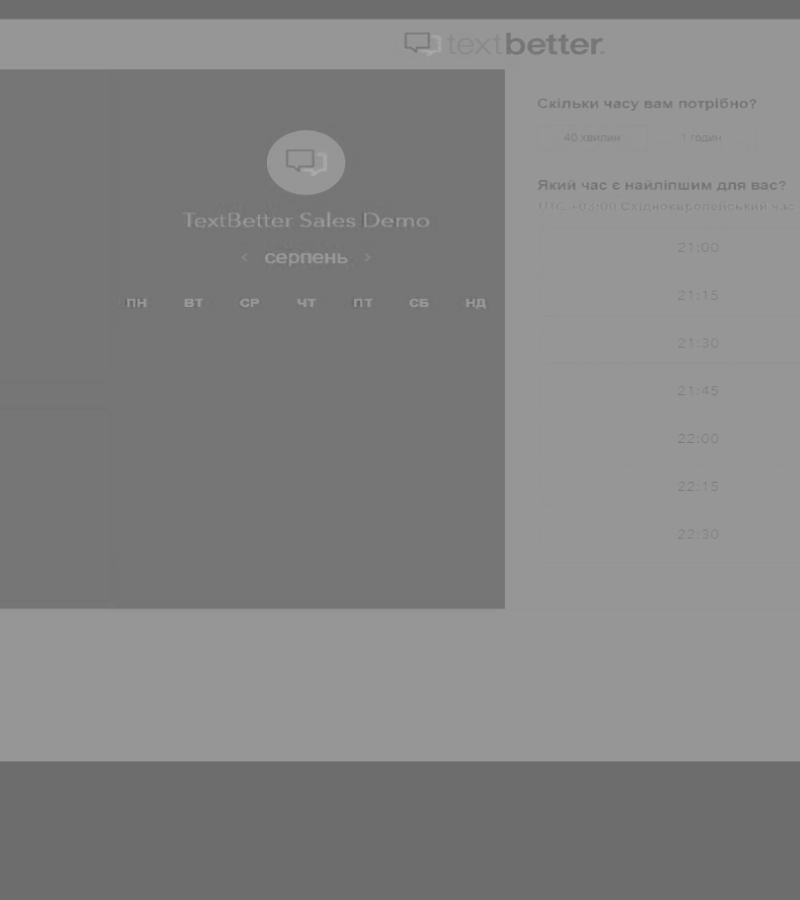 textbetter.
TextBetter Sales Demo
‹ серпень ›
ПН ВТ СР ЧТ ПТ СБ НД
Скільки часу вам потрібно?
40 хвилин 1 годин
Який час є найліпшим для вас?
UTC +03:00 Східноєвропейський час
21:00
21:15
21:30
21:45
22:00
22:15
22:30